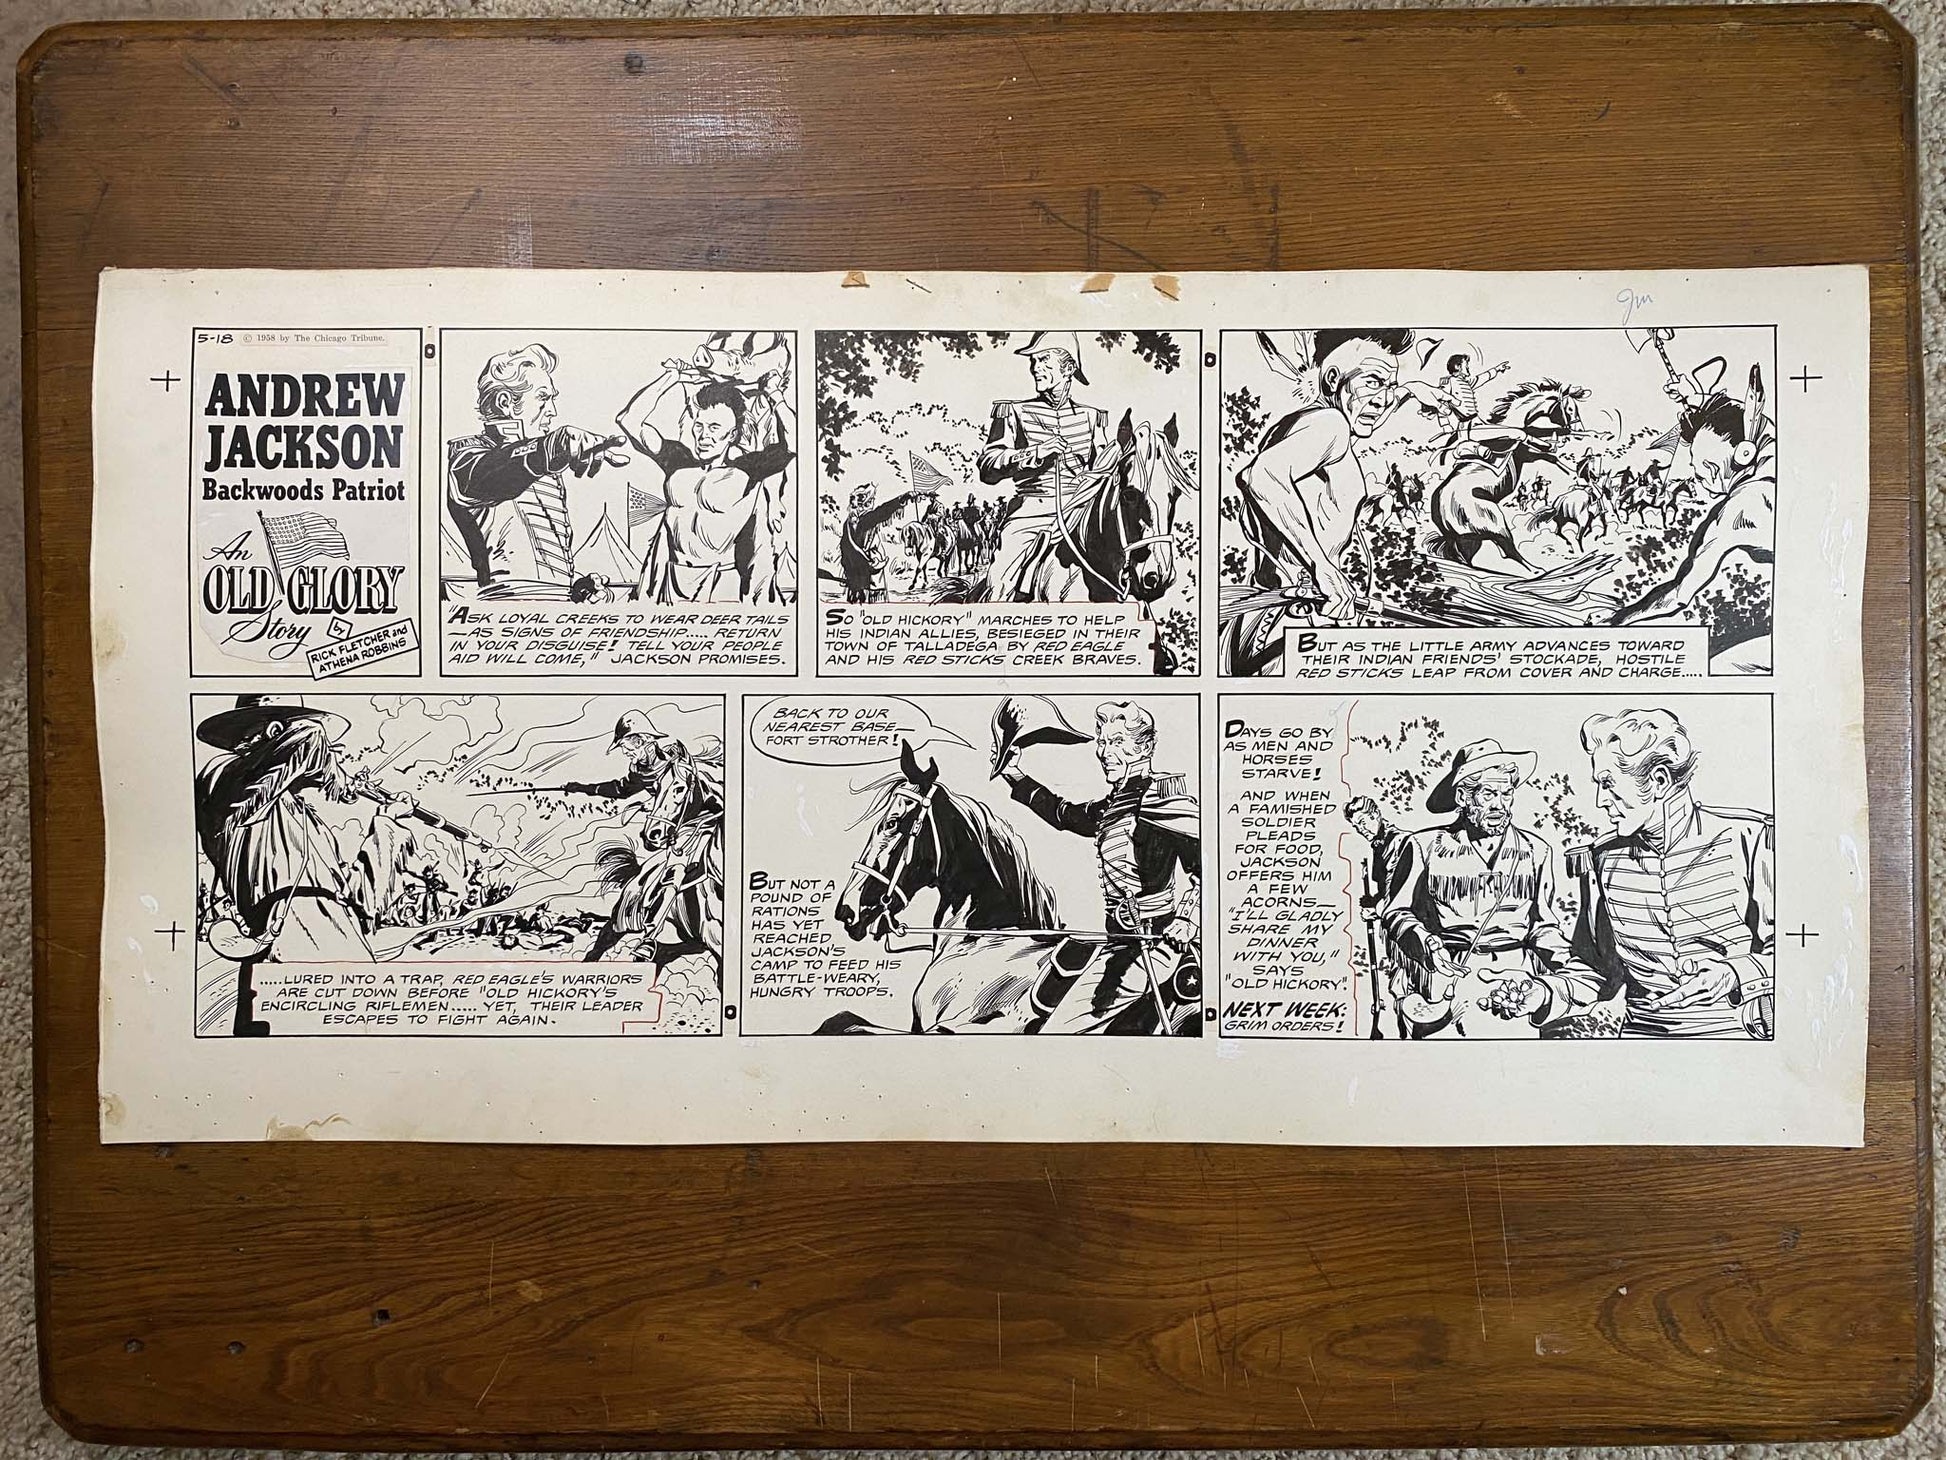 5-18 © 1958 by The Chicago Tribune.
ANDREW
JACKSON
Backwoods Patriot
An
OLD GLORY
Story by
RICK FLETCHER and
ATHENA ROBBINS
"ASK LOYAL CREEKS TO WEAR DEER TAILS
—AS SIGNS OF FRIENDSHIP..... RETURN
IN YOUR DISGUISE! TELL YOUR PEOPLE
AID WILL COME," JACKSON PROMISES.
SO "OLD HICKORY" MARCHES TO HELP
HIS INDIAN ALLIES, BESIEGED IN THEIR
TOWN OF TALLADEGA BY RED EAGLE
AND HIS RED STICKS CREEK BRAVES.
BUT AS THE LITTLE ARMY ADVANCES TOWARD
THEIR INDIAN FRIENDS' STOCKADE, HOSTILE
RED STICKS LEAP FROM COVER AND CHARGE.....
.....LURED INTO A TRAP, RED EAGLE'S WARRIORS
ARE CUT DOWN BEFORE "OLD HICKORY'S
ENCIRCLING RIFLEMEN..... YET, THEIR LEADER
ESCAPES TO FIGHT AGAIN.
BACK TO OUR
NEAREST BASE—
FORT STROTHER!
BUT NOT A
POUND OF
RATIONS
HAS YET
REACHED
JACKSON'S
CAMP TO FEED HIS
BATTLE-WEARY,
HUNGRY TROOPS.
DAYS GO BY
AS MEN AND
HORSES
STARVE!
AND WHEN
A FAMISHED
SOLDIER
PLEADS
FOR FOOD,
JACKSON
OFFERS HIM
A FEW
ACORNS—
"I'LL GLADLY
SHARE MY
DINNER
WITH YOU,"
SAYS
"OLD HICKORY".
NEXT WEEK:
GRIM ORDERS!